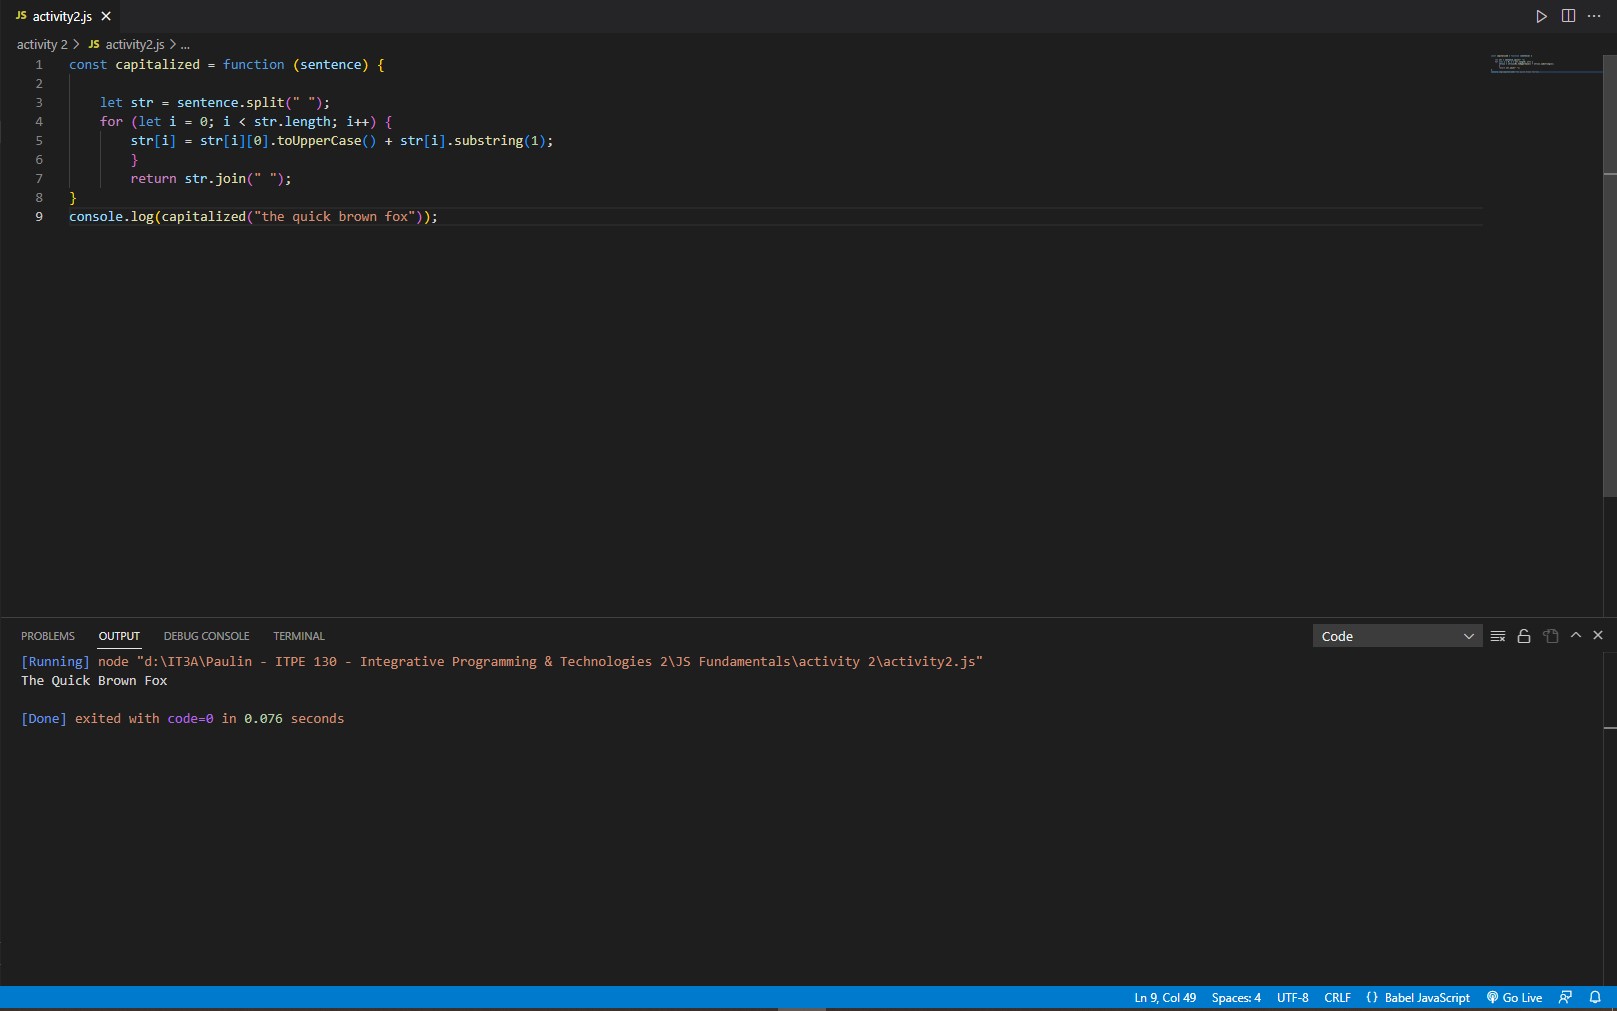 JS activity2.js
activity 2 > JS activity2.js > ...
1 const capitalized = function (sentence) {
2
3     let str = sentence.split(" ");
4     for (let i = 0; i < str.length; i++) {
5         str[i] = str[i][0].toUpperCase() + str[i].substring(1);
6         }
7         return str.join(" ");
8 }
9 console.log(capitalized("the quick brown fox"));
PROBLEMS OUTPUT DEBUG CONSOLE TERMINAL Code
[Running] node "d:\IT3A\Paulin - ITPE 130 - Integrative Programming & Technologies 2\JS Fundamentals\activity 2\activity2.js"
The Quick Brown Fox
[Done] exited with code=0 in 0.076 seconds
Ln 9, Col 49 Spaces: 4 UTF-8 CRLF {} Babel JavaScript Go Live